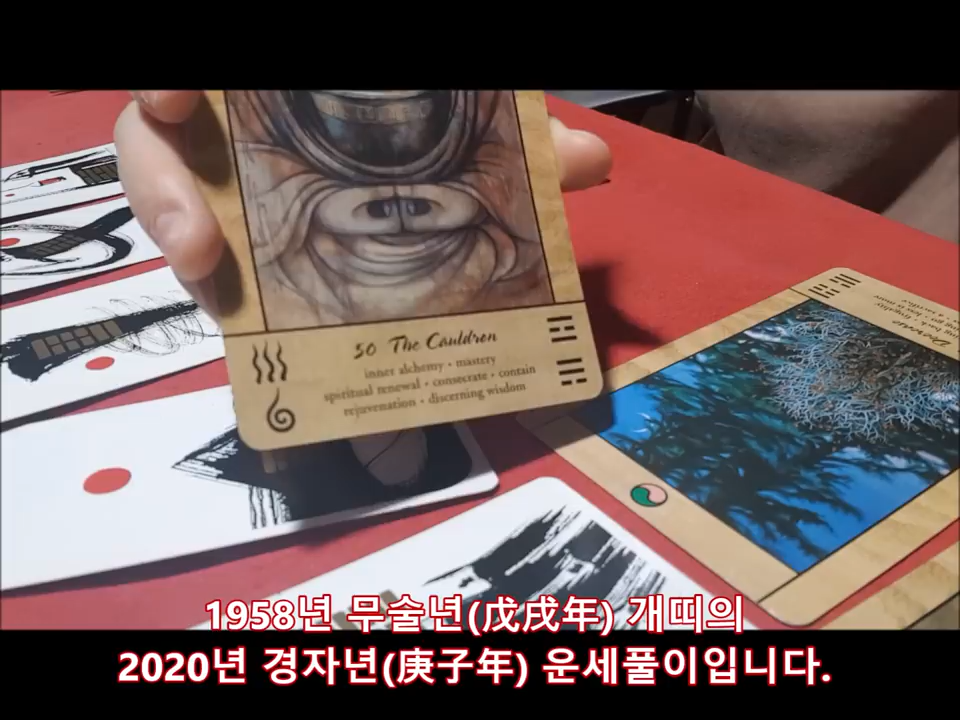 50 The Cauldron
inner alchemy • mastery
spiritual renewal • consecrate • contain
rejuvenation • discerning wisdom
1958년 무술년(戊戌年) 개띠의
2020년 경자년(庚子年) 운세풀이입니다.